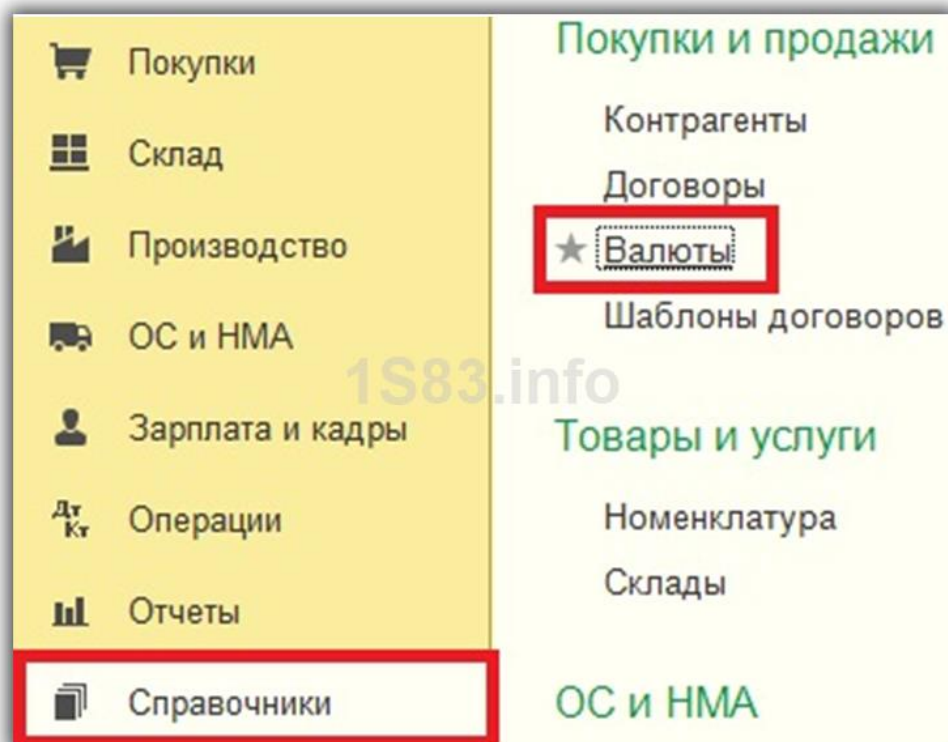 Покупки
Склад
Производство
ОС и НМА
Зарплата и кадры
Дт
Кт
Операции
Отчеты
Справочники
Покупки и продажи
Контрагенты
Договоры
Валюты
Шаблоны договоров
Товары и услуги
Номенклатура
Склады
ОС и НМА
1S83.info